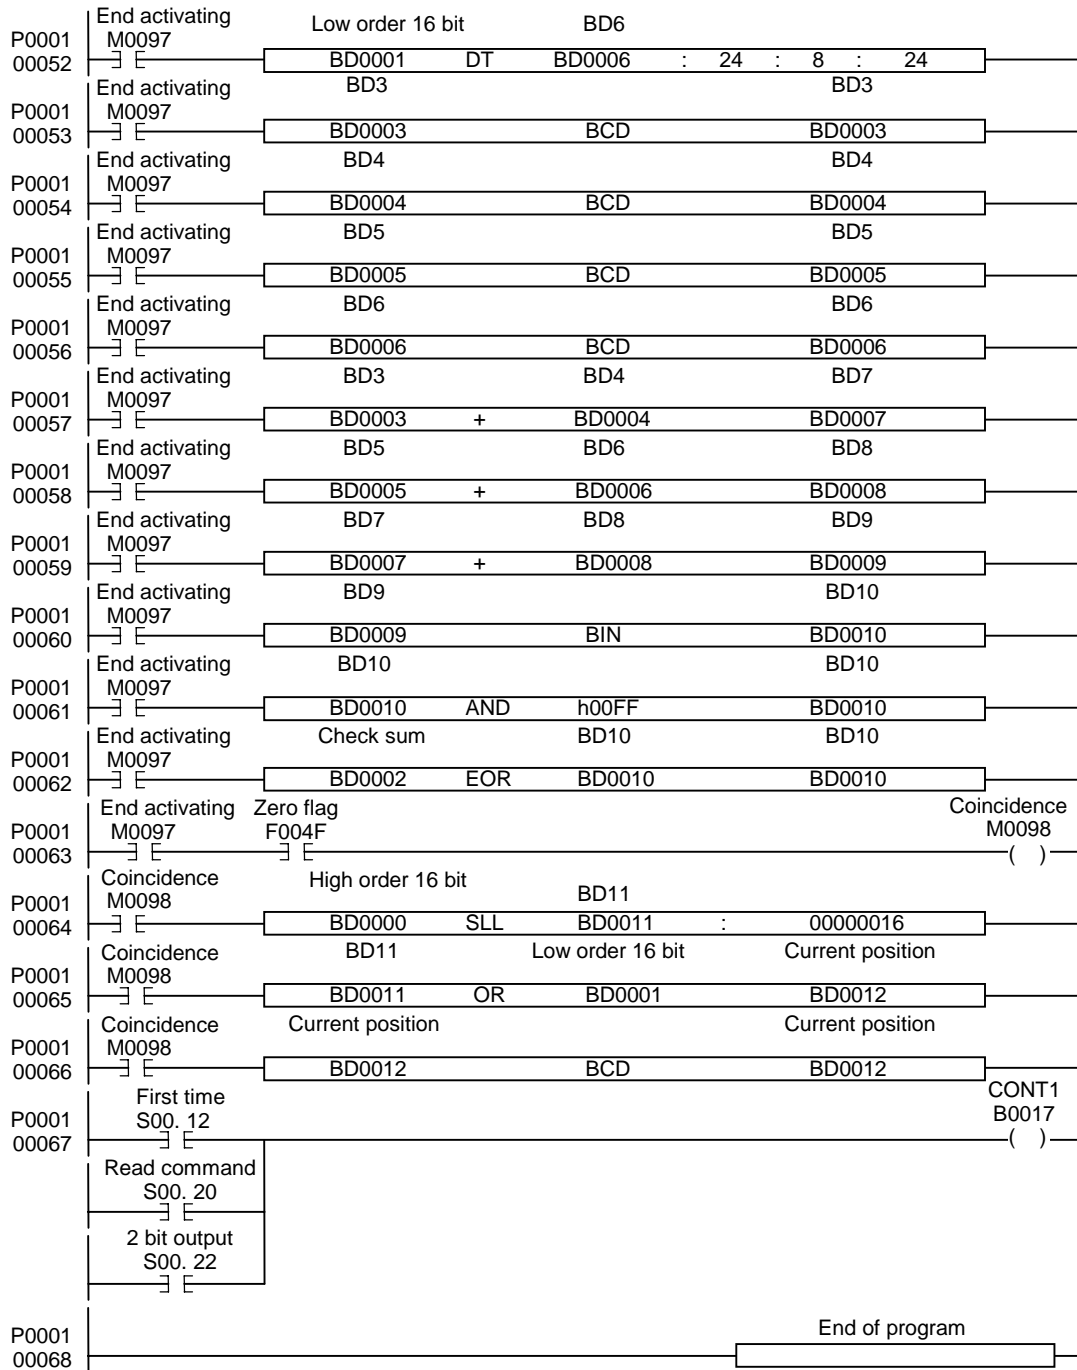 End activating Low order 16 bit BD6
P0001 M0097
00052 BD0001 DT BD0006 : 24 : 8 : 24
End activating BD3 BD3
P0001 M0097
00053 BD0003 BCD BD0003
End activating BD4 BD4
P0001 M0097
00054 BD0004 BCD BD0004
End activating BD5 BD5
P0001 M0097
00055 BD0005 BCD BD0005
End activating BD6 BD6
P0001 M0097
00056 BD0006 BCD BD0006
End activating BD3 BD4 BD7
P0001 M0097
00057 BD0003 + BD0004 BD0007
End activating BD5 BD6 BD8
P0001 M0097
00058 BD0005 + BD0006 BD0008
End activating BD7 BD8 BD9
P0001 M0097
00059 BD0007 + BD0008 BD0009
End activating BD9 BD10
P0001 M0097
00060 BD0009 BIN BD0010
End activating BD10 BD10
P0001 M0097
00061 BD0010 AND h00FF BD0010
End activating Check sum BD10 BD10
P0001 M0097
00062 BD0002 EOR BD0010 BD0010
End activating Zero flag Coincidence
P0001 M0097 F004F M0098
00063 ( )
Coincidence High order 16 bit BD11
P0001 M0098
00064 BD0000 SLL BD0011 : 00000016
Coincidence BD11 Low order 16 bit Current position
P0001 M0098
00065 BD0011 OR BD0001 BD0012
Coincidence Current position Current position
P0001 M0098
00066 BD0012 BCD BD0012
First time CONT1
P0001 S00. 12 B0017
00067 ( )
Read command
S00. 20
2 bit output
S00. 22
P0001 End of program
00068